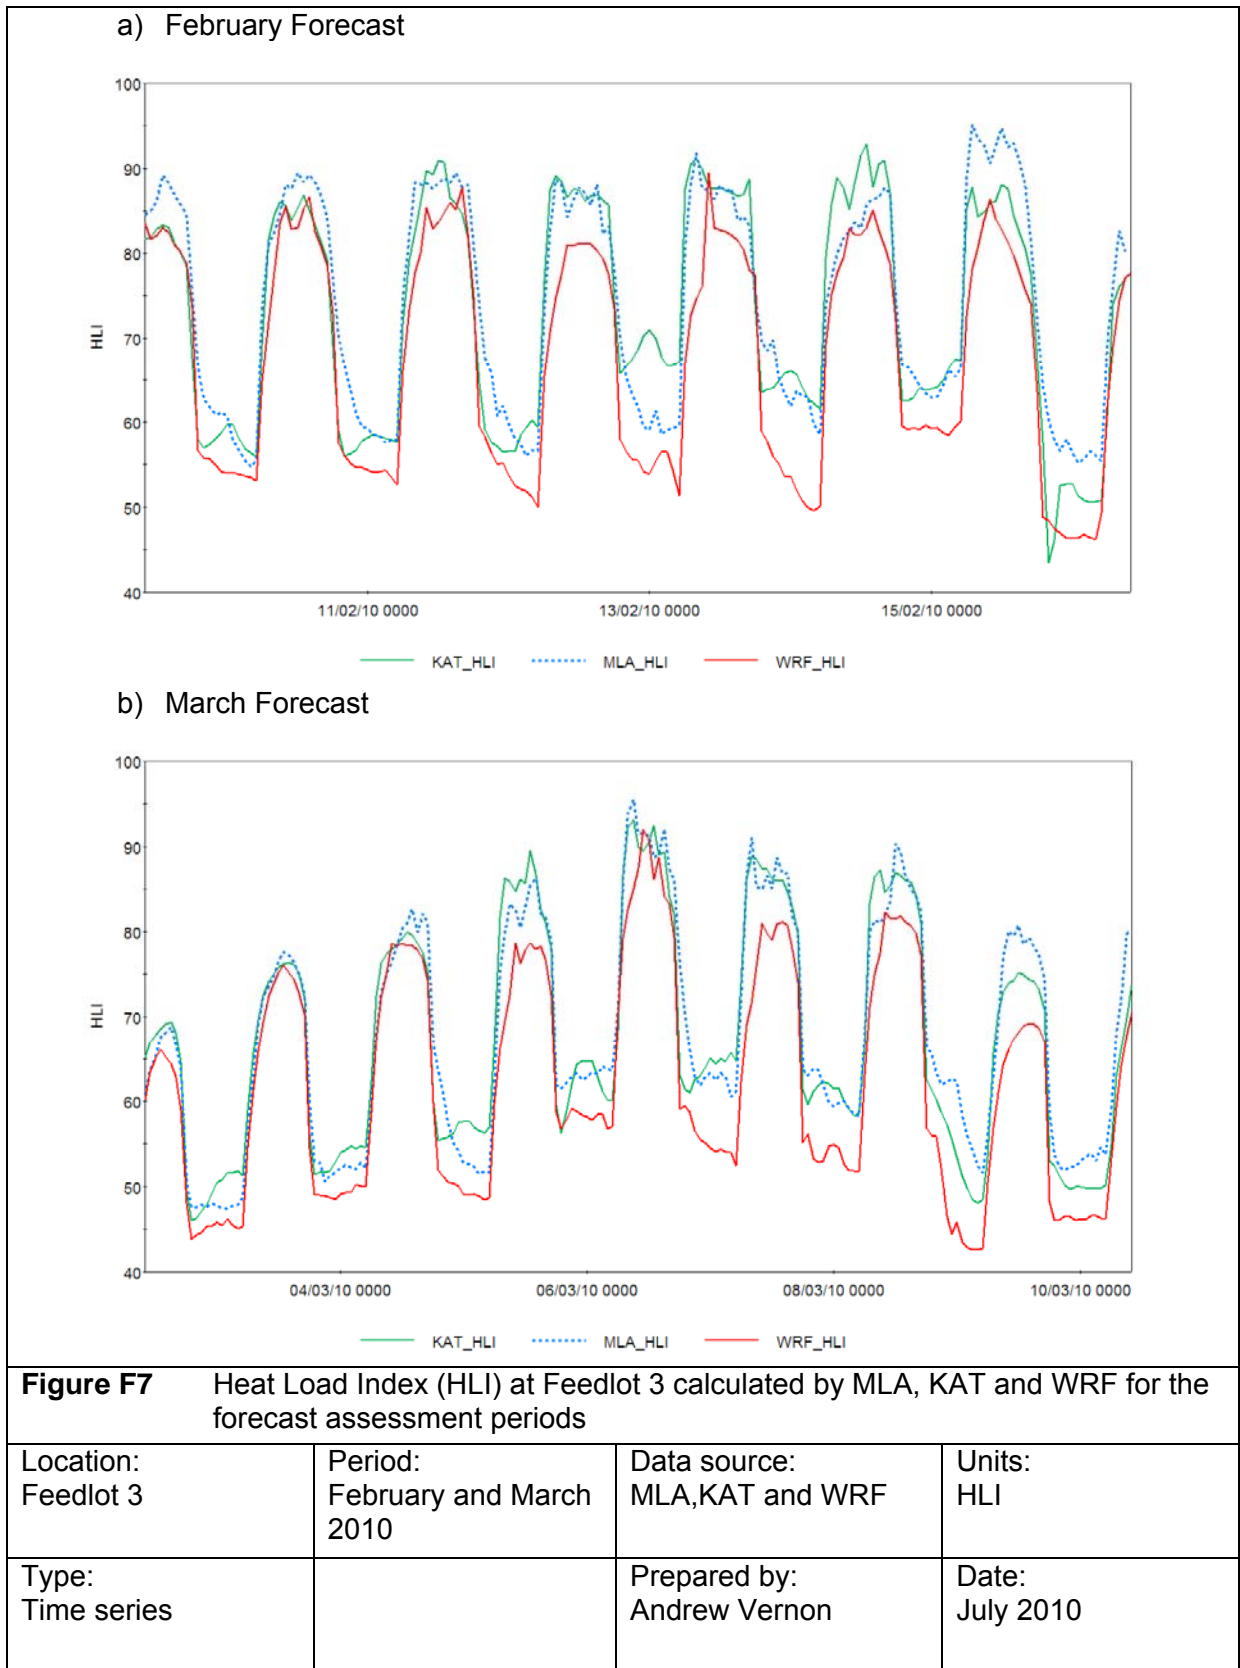 a) February Forecast
100
90
80
70
60
50
40
HLI
11/02/10 0000
13/02/10 0000
15/02/10 0000
KAT_HLI
MLA_HLI
WRF_HLI
b) March Forecast
100
90
80
70
60
50
40
HLI
04/03/10 0000
06/03/10 0000
08/03/10 0000
10/03/10 0000
KAT_HLI
MLA_HLI
WRF_HLI
Figure F7 Heat Load Index (HLI) at Feedlot 3 calculated by MLA, KAT and WRF for the
forecast assessment periods
Location:
Feedlot 3
Period:
February and March
2010
Data source:
MLA,KAT and WRF
Units:
HLI
Type:
Time series
Prepared by:
Andrew Vernon
Date:
July 2010